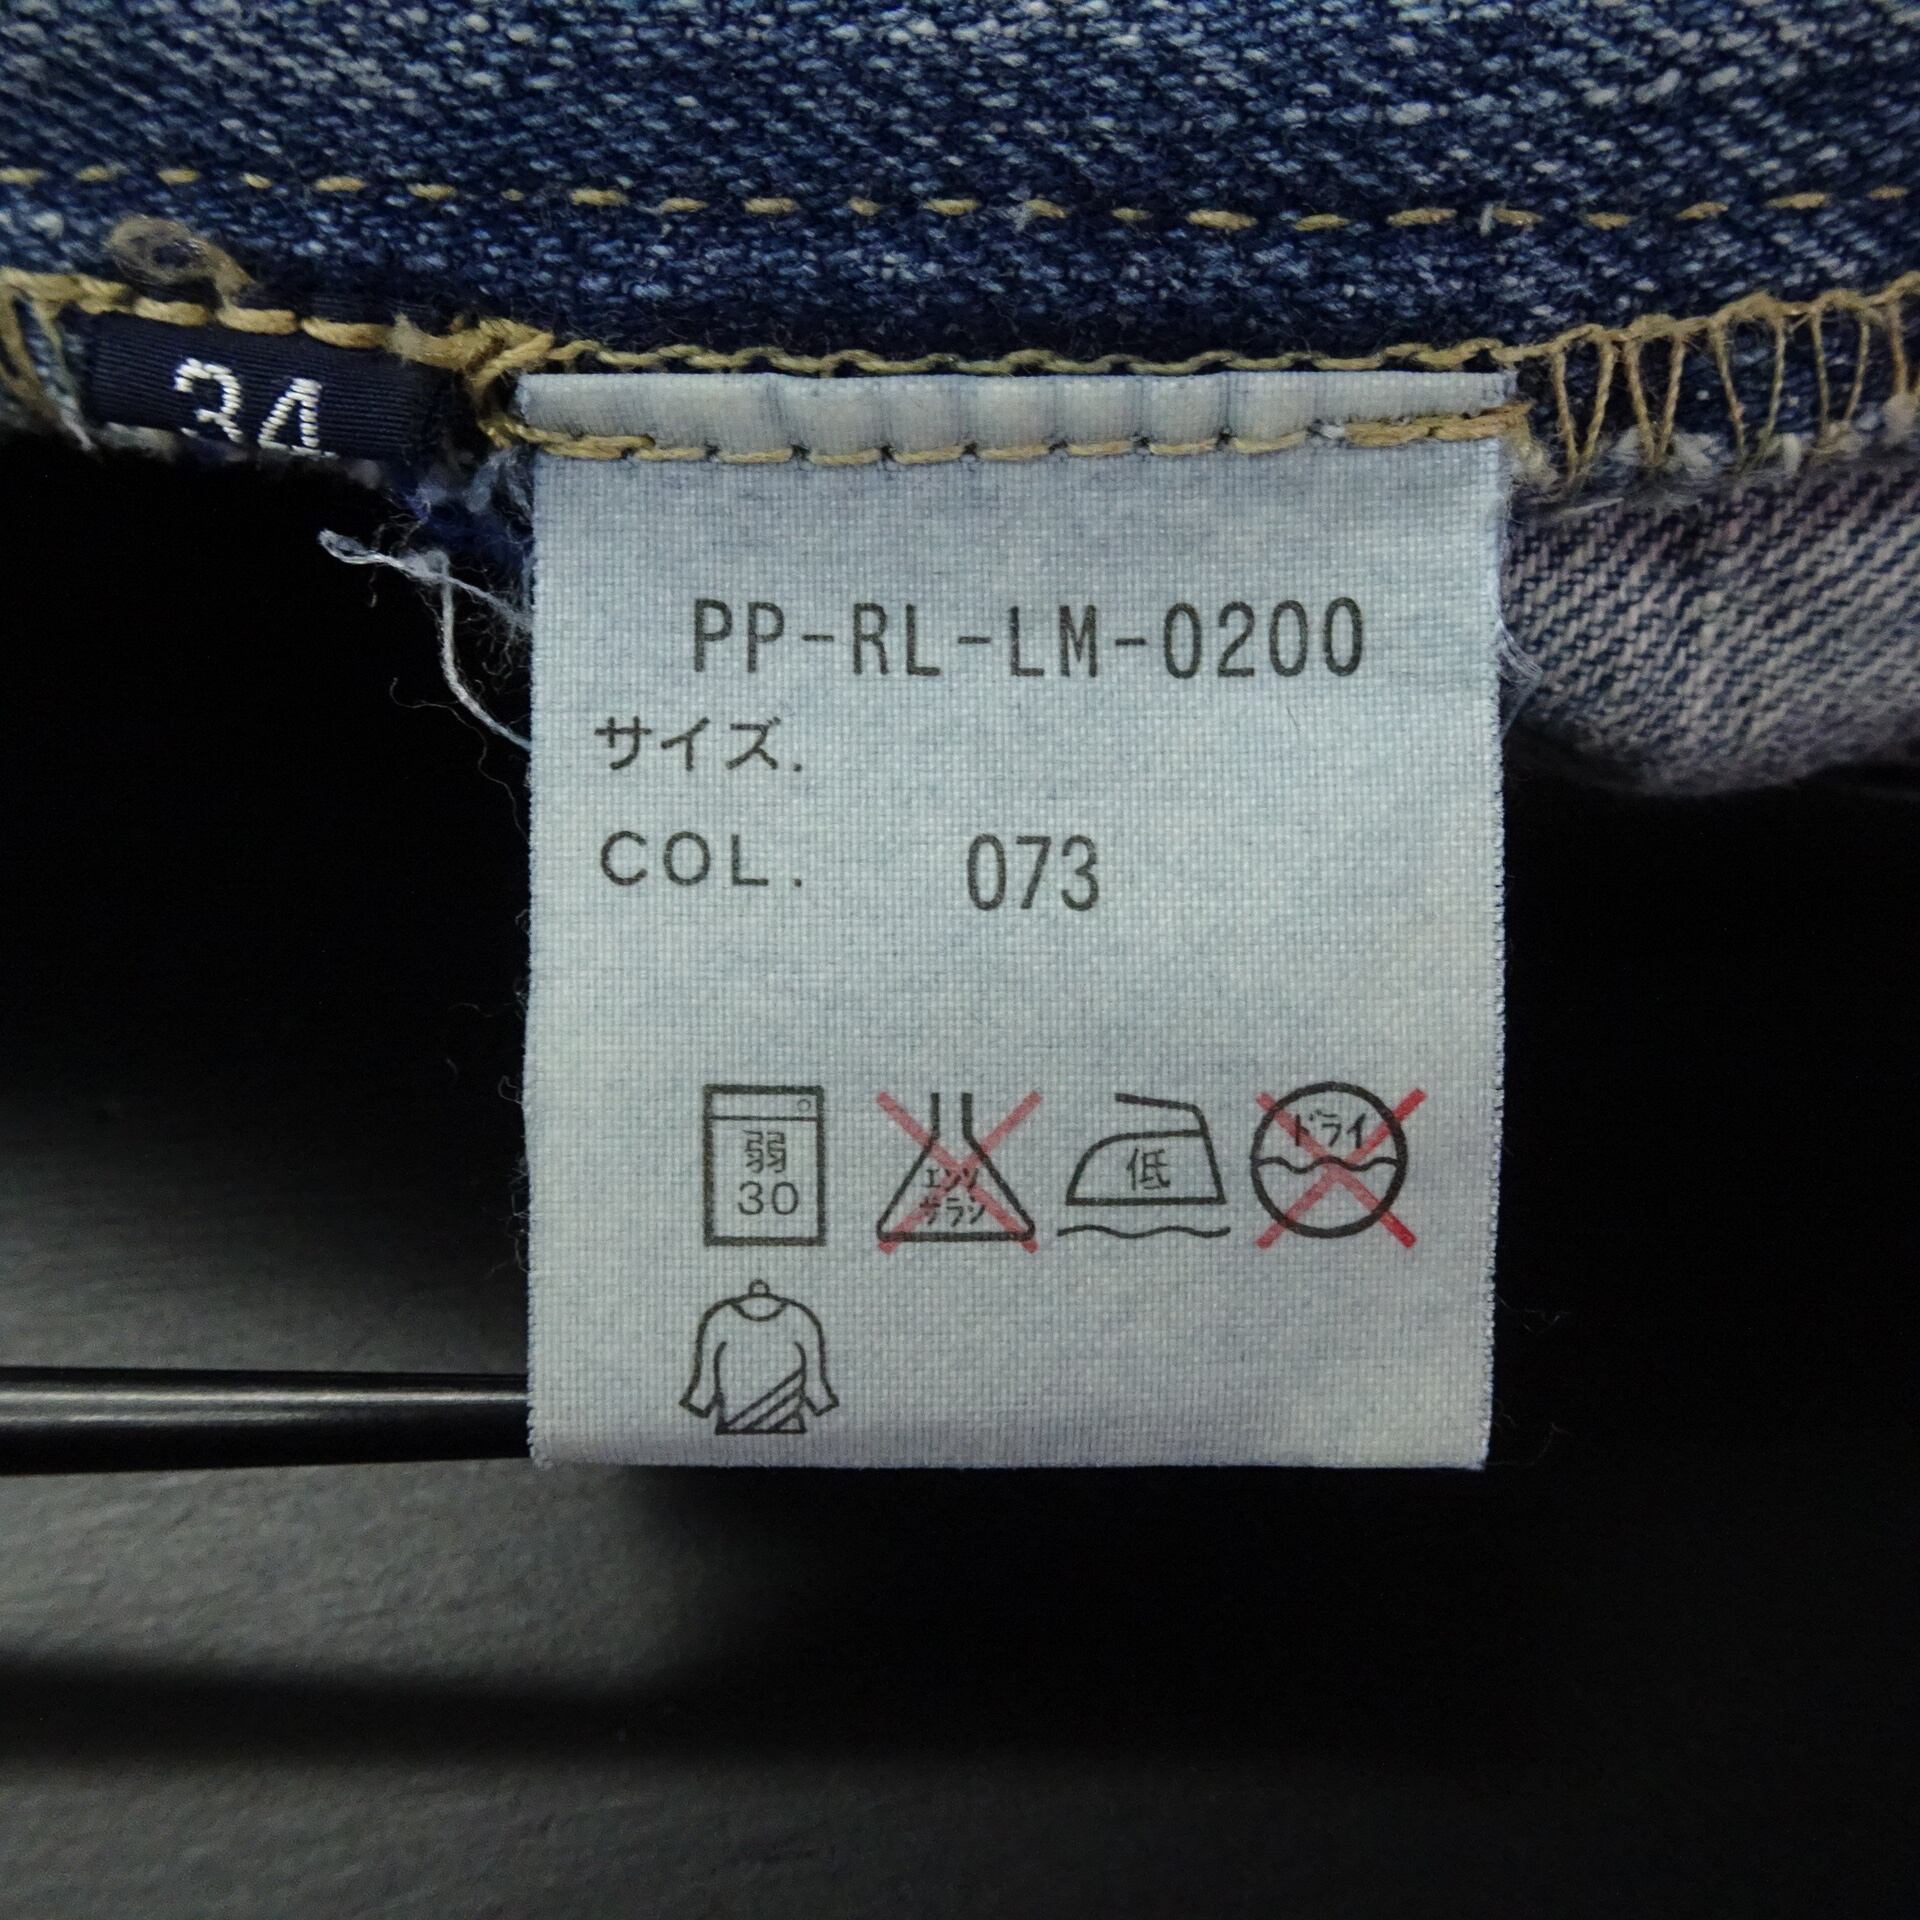 34
PP-RL-LM-0200
サイズ.
COL. 073
弱
30
エンソ
サラシ
低
ドライ